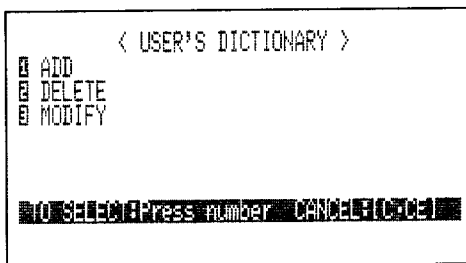 < USER'S DICTIONARY >
1 ADD
2 DELETE
3 MODIFY
TO SELECT:Press number CANCEL:[C·CE]